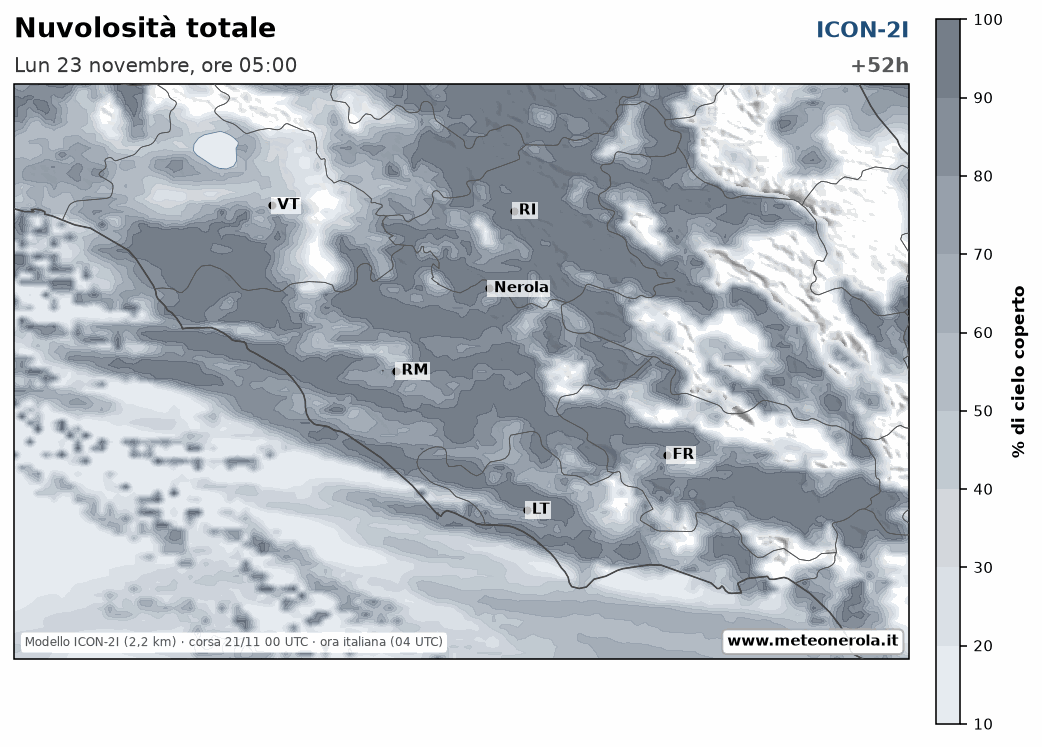 Nuvolosità totale
ICON-2I
Lun 23 novembre, ore 05:00
+52h
100
90
80
70
60
50
40
30
20
10
% di cielo coperto
VT
RI
Nerola
RM
FR
LT
Modello ICON-2I (2,2 km) · corsa 21/11 00 UTC · ora italiana (04 UTC)
www.meteonerola.it